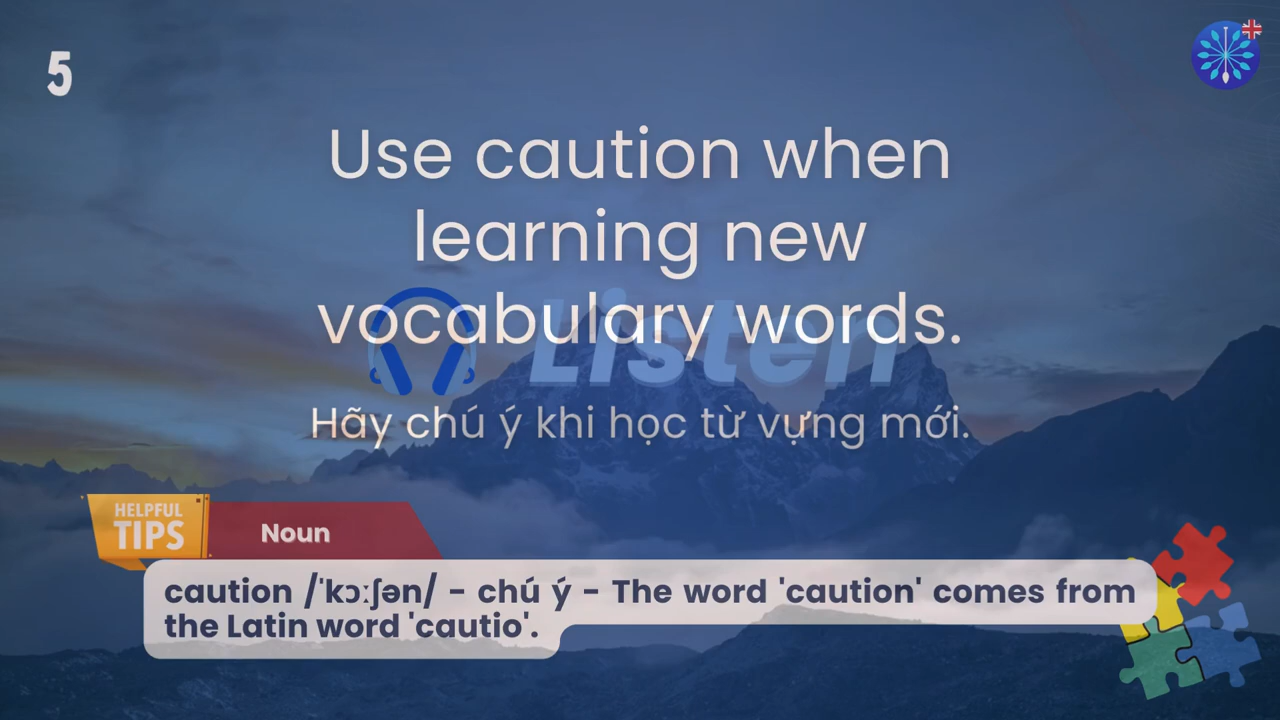 5
Use caution when
learning new
vocabulary words.
Listen
Hãy chú ý khi học từ vựng mới.
HELPFUL
TIPS
Noun
caution /ˈkɔːʃən/ - chú ý - The word 'caution' comes from
the Latin word 'cautio'.